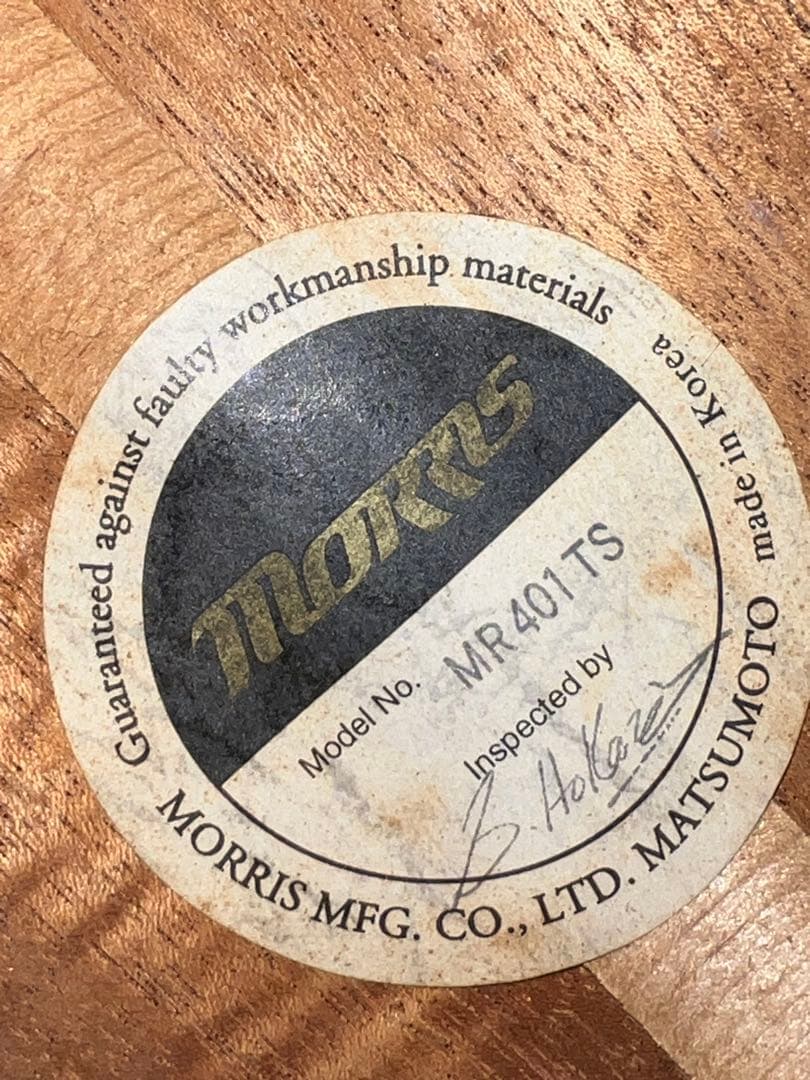 Guaranteed against faulty workmanship materials
Morris
Model No. MR401TS
Inspected by
MORRIS MFG. CO., LTD. MATSUMOTO made in Korea